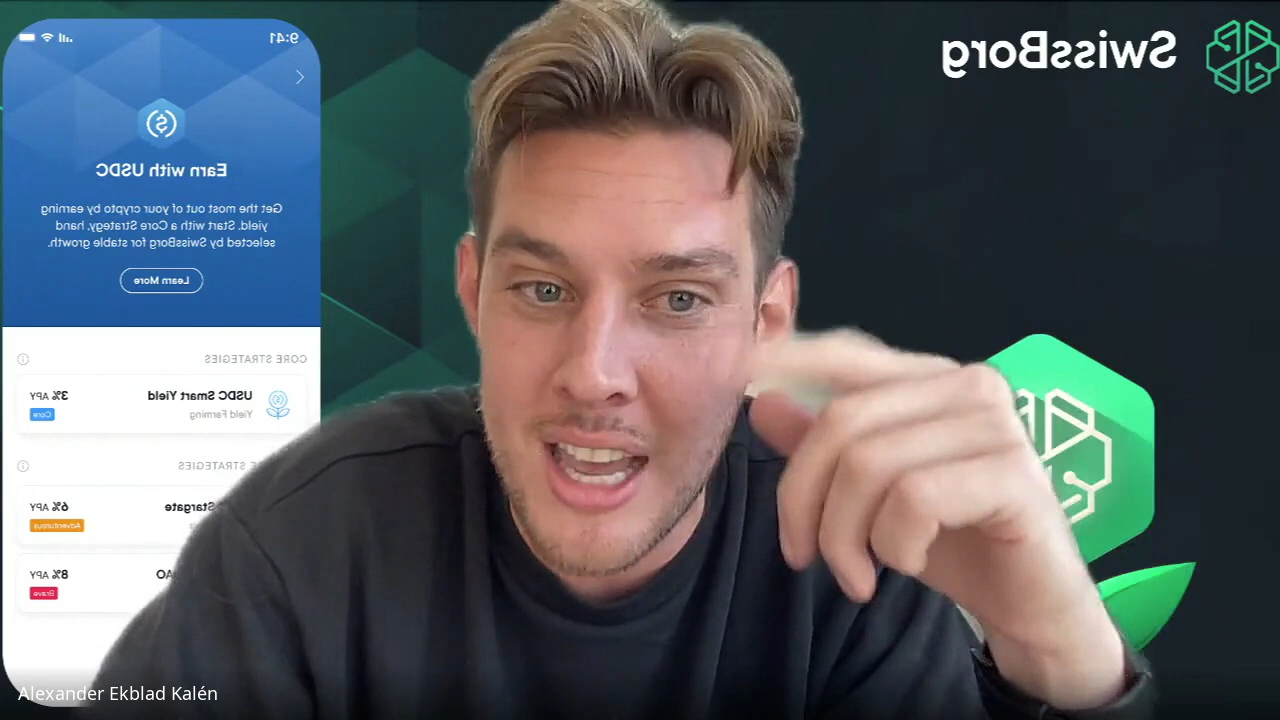 9:41
SwissBorg
Earn with USDC
Get the most out of your crypto by earning
yield. Start with a Core Strategy, hand
selected by SwissBorg for stable growth.
Learn More
CORE STRATEGIES
USDC Smart Yield
3% APY
Yield Farming
Core
STRATEGIES
Stargate
6% APY
Adventurous
8% APY
Brave
Alexander Ekblad Kalén